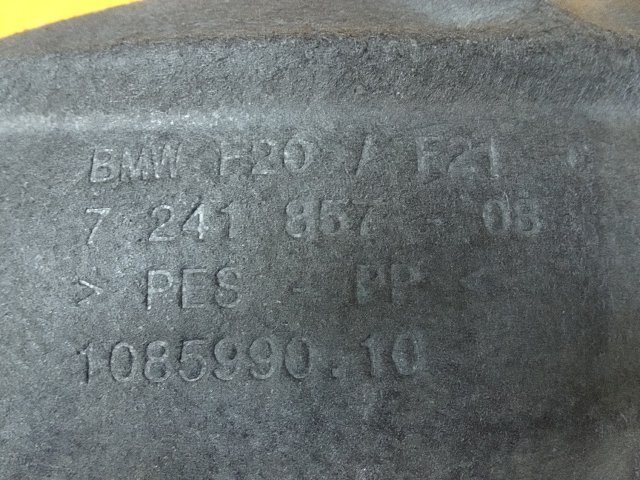 BMW F20 / F21
7 241 857 - 08
> PES - PP <
1085990.10